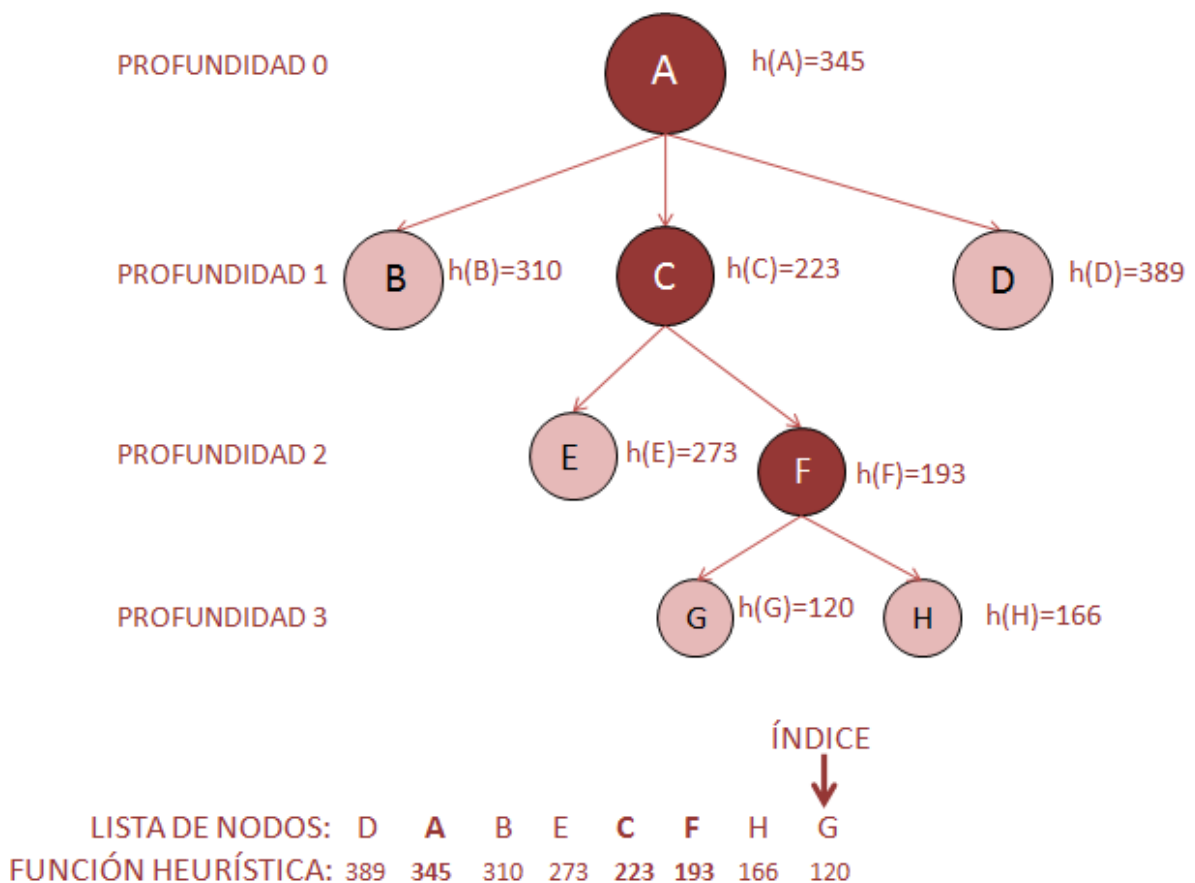 PROFUNDIDAD 0
A
h(A)=345
PROFUNDIDAD 1
B
h(B)=310
C
h(C)=223
D
h(D)=389
PROFUNDIDAD 2
E
h(E)=273
F
h(F)=193
PROFUNDIDAD 3
G
h(G)=120
H
h(H)=166
ÍNDICE
LISTA DE NODOS: D A B E C F H G
FUNCIÓN HEURÍSTICA: 389 345 310 273 223 193 166 120